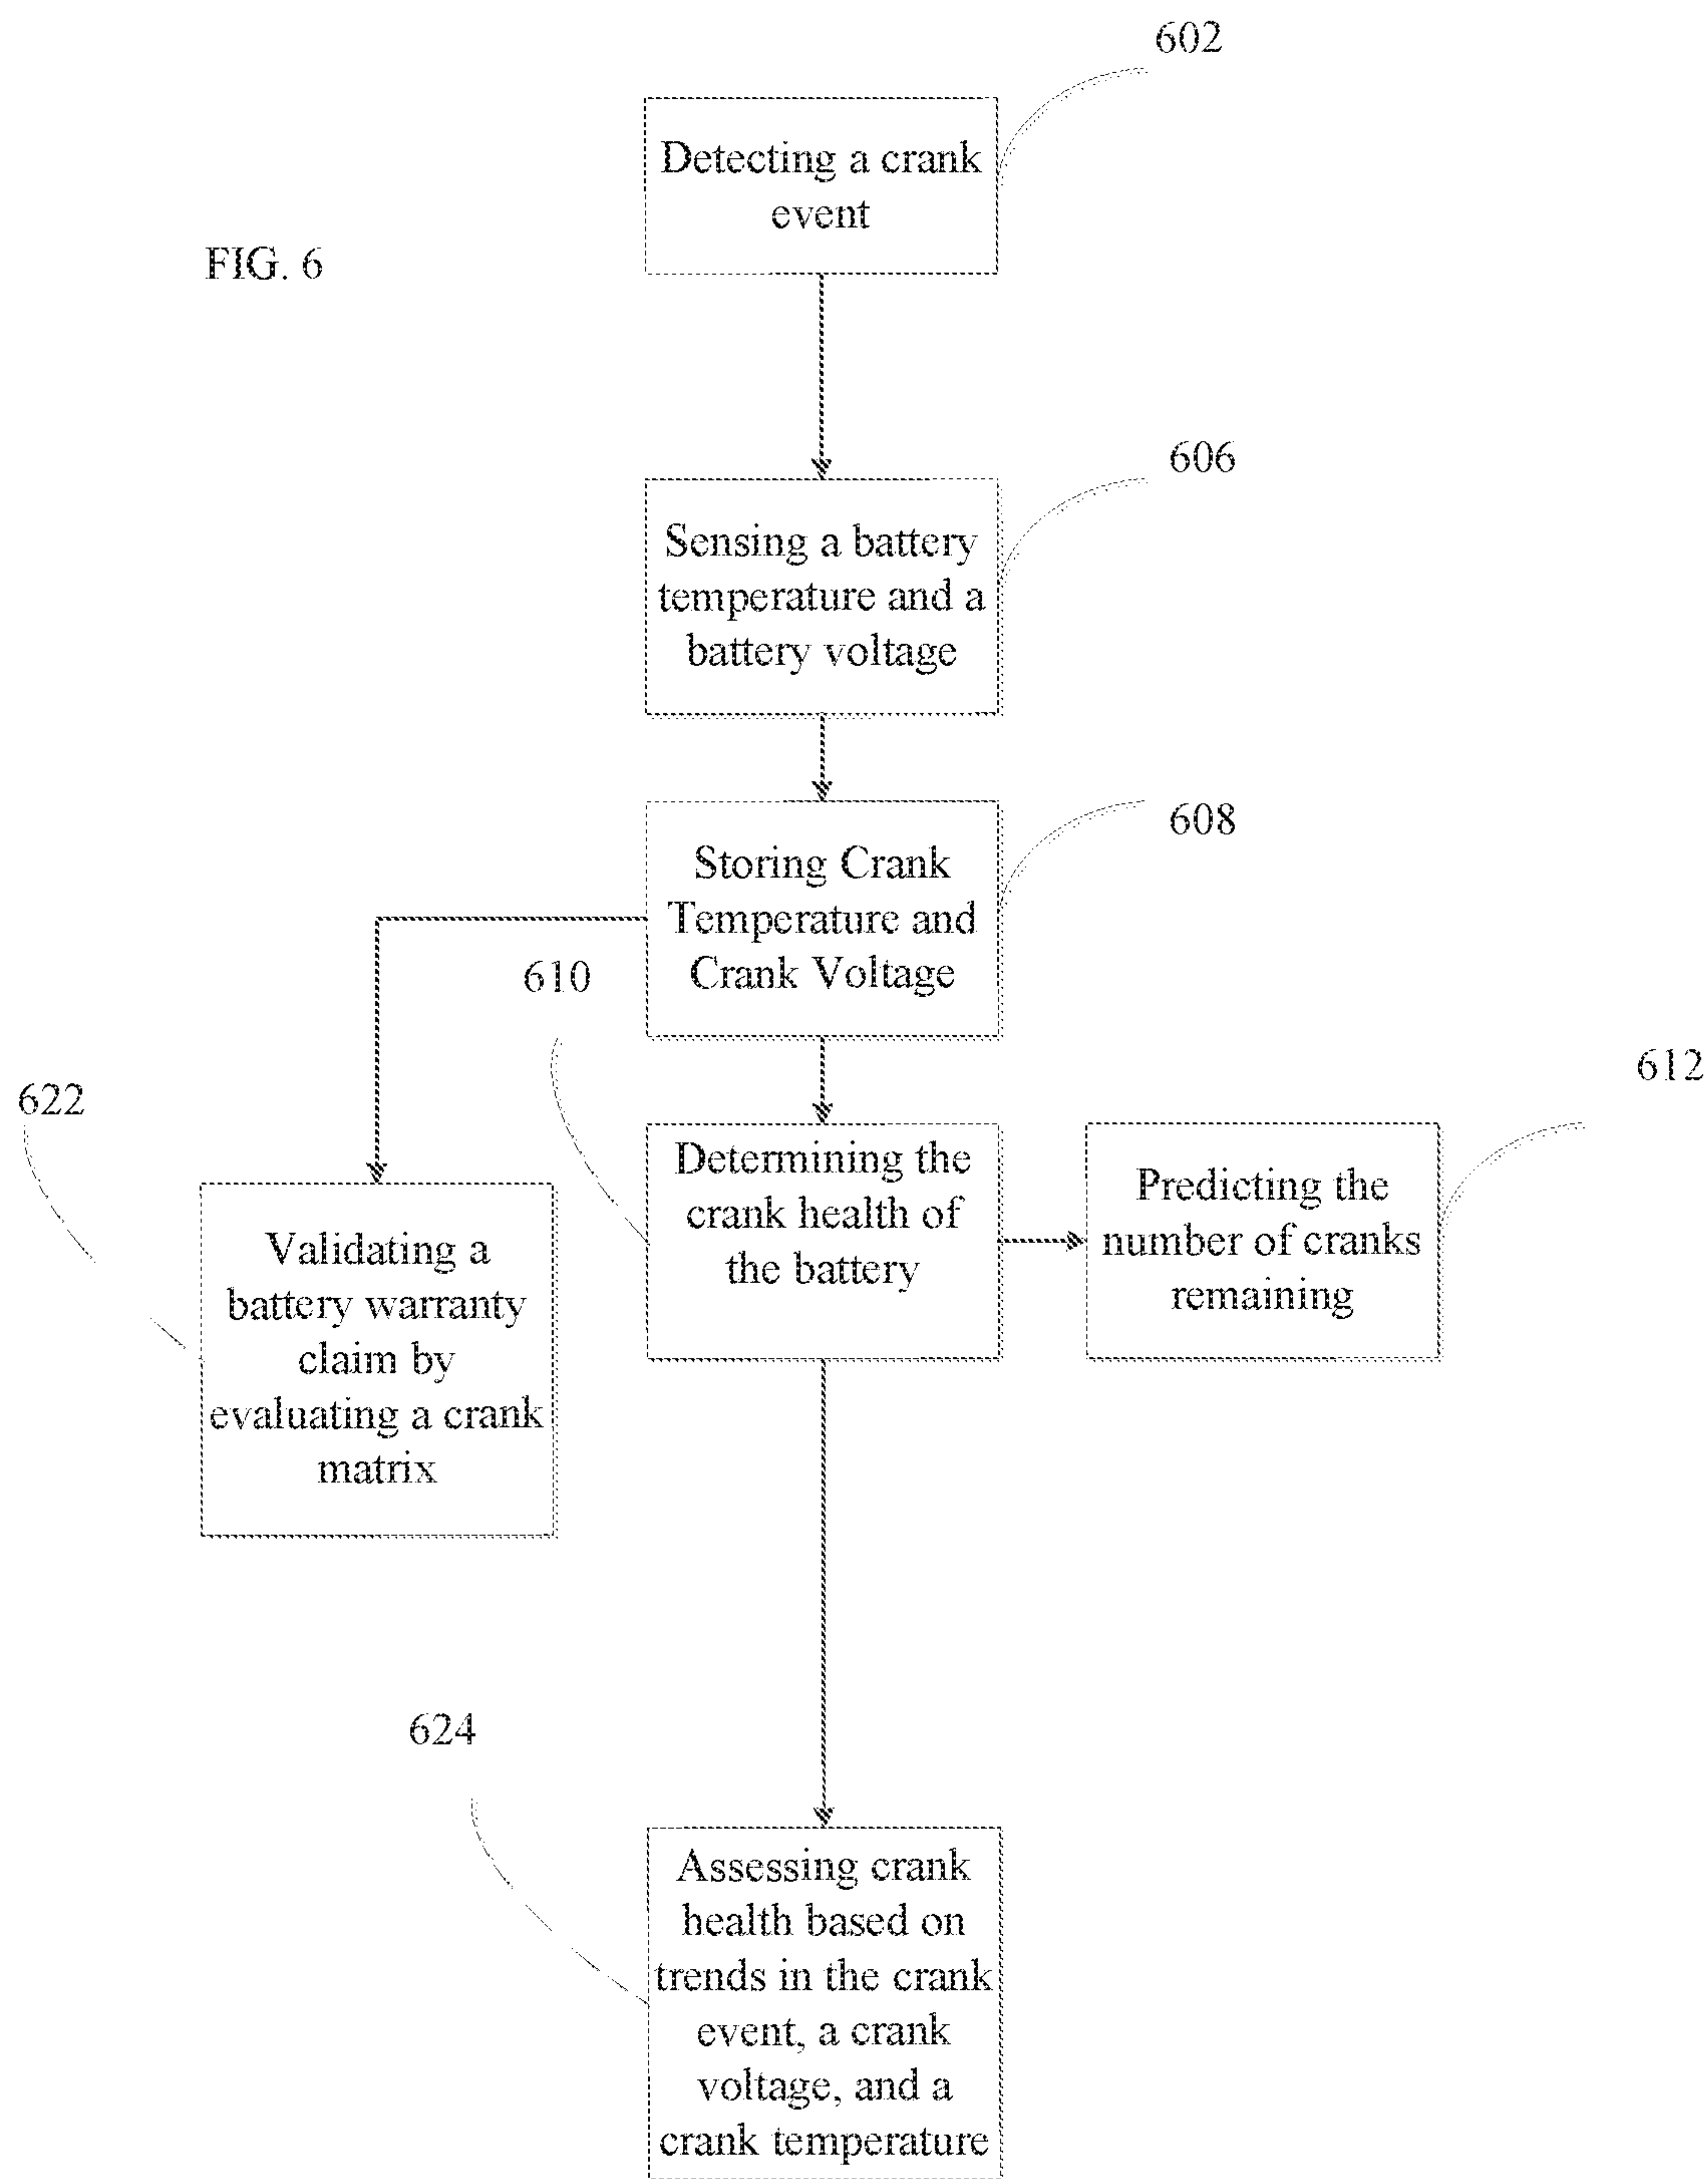 602
Detecting a crank
event
FIG. 6
606
Sensing a battery
temperature and a
battery voltage
608
Storing Crank
Temperature and
Crank Voltage
610
612
622
Determining the
crank health of
the battery
Predicting the
number of cranks
remaining
Validating a
battery warranty
claim by
evaluating a crank
matrix
624
Assessing crank
health based on
trends in the crank
event, a crank
voltage, and a
crank temperature